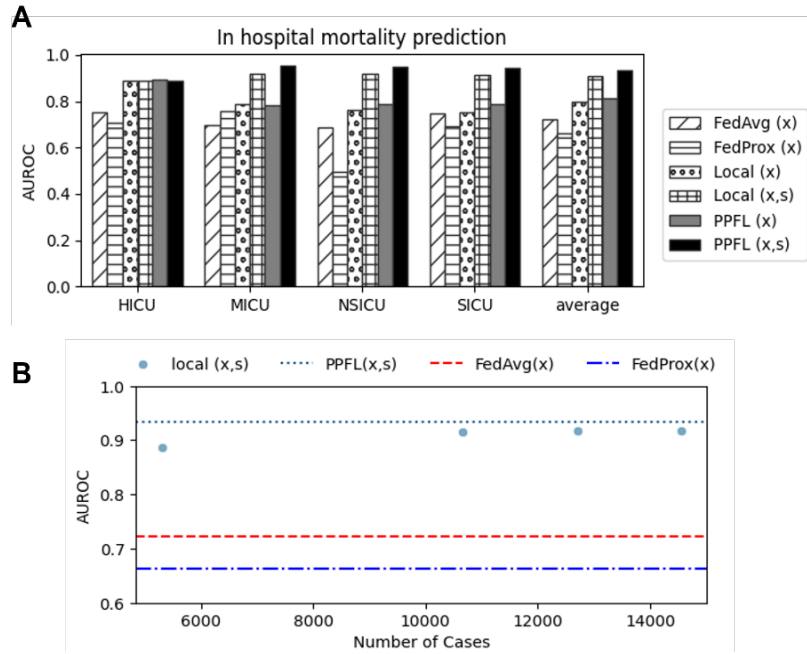 A
In hospital mortality prediction
1.0
0.8
0.6
0.4
0.2
0.0
AUROC
HICU MICU NSICU SICU average
FedAvg (x)
FedProx (x)
Local (x)
Local (x,s)
PPFL (x)
PPFL (x,s)
B
local (x,s) PPFL(x,s) FedAvg(x) FedProx(x)
1.0
0.9
0.8
0.7
0.6
AUROC
6000 8000 10000 12000 14000
Number of Cases